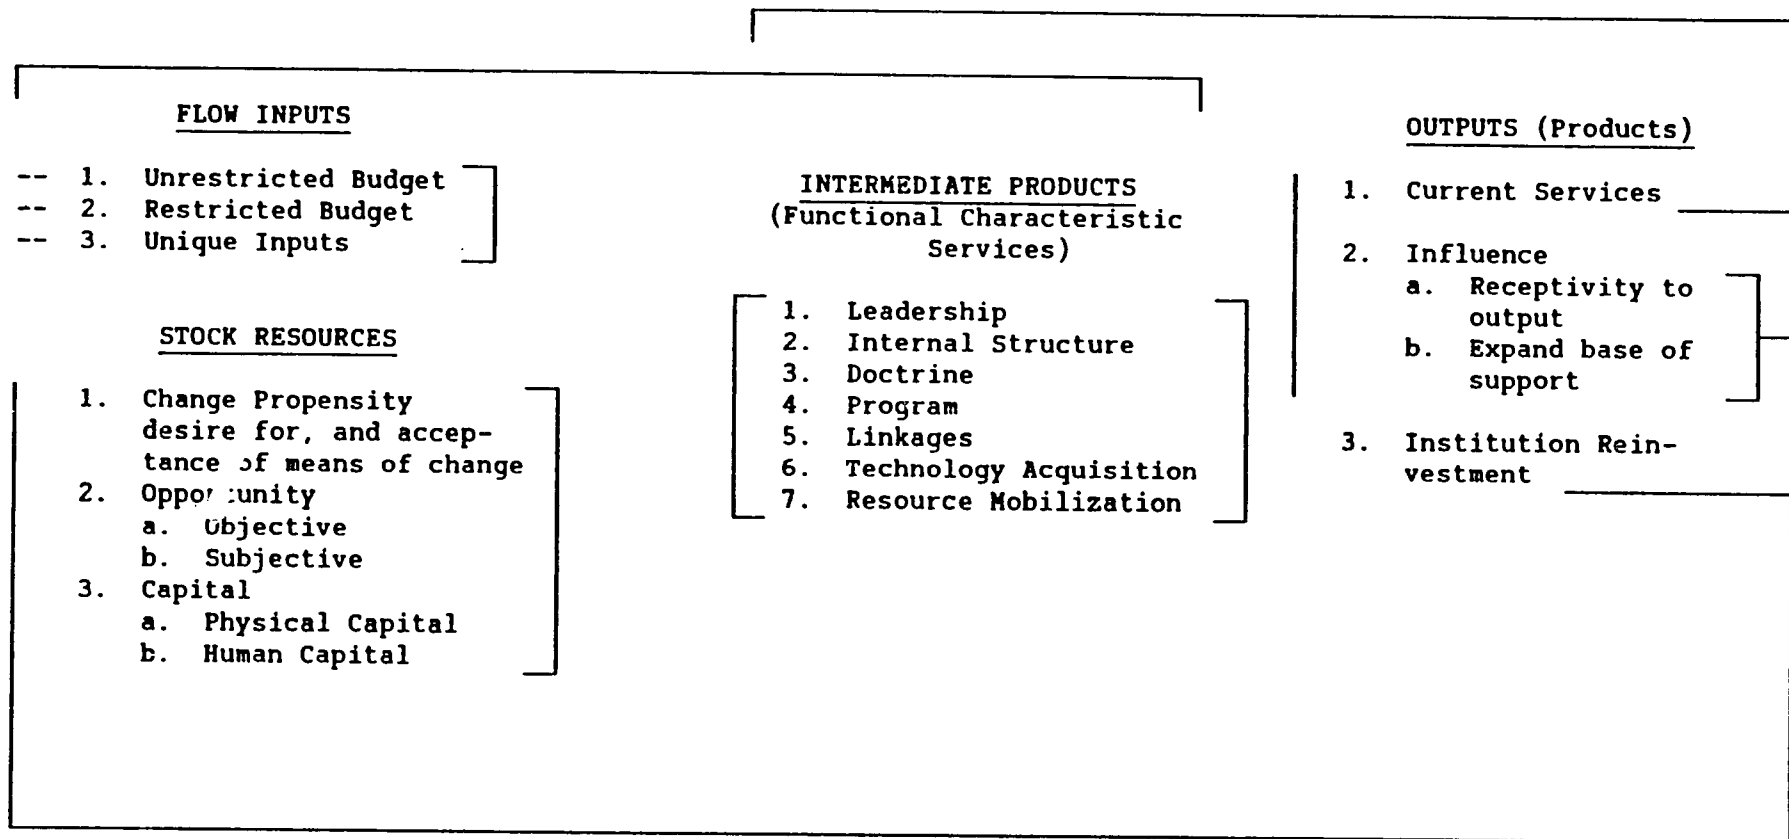 FLOW INPUTS
-- 1. Unrestricted Budget
-- 2. Restricted Budget
-- 3. Unique Inputs
STOCK RESOURCES
1. Change Propensity
desire for, and accep-
tance of means of change
2. Opportunity
a. Objective
b. Subjective
3. Capital
a. Physical Capital
b. Human Capital
INTERMEDIATE PRODUCTS
(Functional Characteristic
Services)
1. Leadership
2. Internal Structure
3. Doctrine
4. Program
5. Linkages
6. Technology Acquisition
7. Resource Mobilization
OUTPUTS (Products)
1. Current Services
2. Influence
a. Receptivity to
output
b. Expand base of
support
3. Institution Rein-
vestment